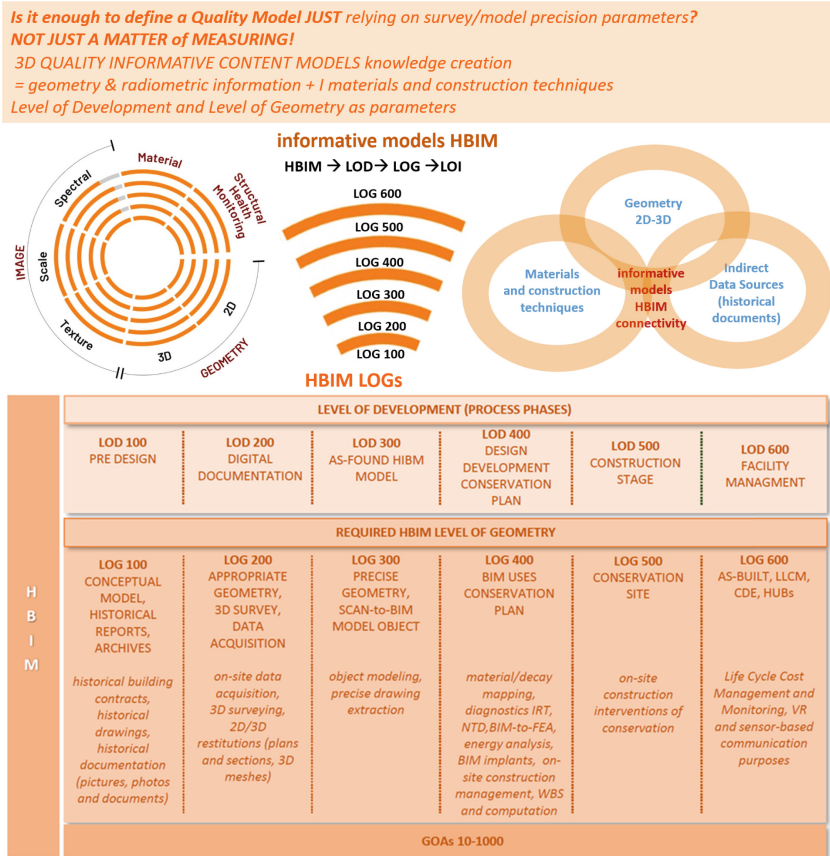 Is it enough to define a Quality Model JUST relying on survey/model precision parameters?
NOT JUST A MATTER of MEASURING!
3D QUALITY INFORMATIVE CONTENT MODELS knowledge creation
= geometry & radiometric information + I materials and construction techniques
Level of Development and Level of Geometry as parameters
IMAGE
Spectral
Scale
Texture
Material
Structural
Health
Monitoring
2D
3D
GEOMETRY
I
I
II
informative models HBIM
HBIM → LOD → LOG → LOI
LOG 600
LOG 500
LOG 400
LOG 300
LOG 200
LOG 100
HBIM LOGs
Geometry
2D-3D
Materials
and construction
techniques
informative
models
HBIM
connectivity
Indirect
Data Sources
(historical
documents)
H
B
I
M
LEVEL OF DEVELOPMENT (PROCESS PHASES)
LOD 100
PRE DESIGN
LOD 200
DIGITAL
DOCUMENTATION
LOD 300
AS-FOUND HIBM
MODEL
LOD 400
DESIGN
DEVELOPMENT
CONSERVATION
PLAN
LOD 500
CONSTRUCTION
STAGE
LOD 600
FACILITY
MANAGMENT
REQUIRED HBIM LEVEL OF GEOMETRY
LOG 100
CONCEPTUAL
MODEL,
HISTORICAL
REPORTS,
ARCHIVES
historical building
contracts,
historical
drawings,
historical
documentation
(pictures, photos
and documents)
LOG 200
APPROPRIATE
GEOMETRY,
3D SURVEY,
DATA
ACQUISITION
on-site data
acquisition,
3D surveying,
2D/3D
restitutions (plans
and sections, 3D
meshes)
LOG 300
PRECISE
GEOMETRY,
SCAN-to-BIM
MODEL OBJECT
object modeling,
precise drawing
extraction
LOG 400
BIM USES
CONSERVATION
PLAN
material/decay
mapping,
diagnostics IRT,
NTD,BIM-to-FEA,
energy analysis,
BIM implants, on-
site construction
management, WBS
and computation
LOG 500
CONSERVATION
SITE
on-site
construction
interventions of
conservation
LOG 600
AS-BUILT, LLCM,
CDE, HUBs
Life Cycle Cost
Management and
Monitoring, VR
and sensor-based
communication
purposes
GOAs 10-1000